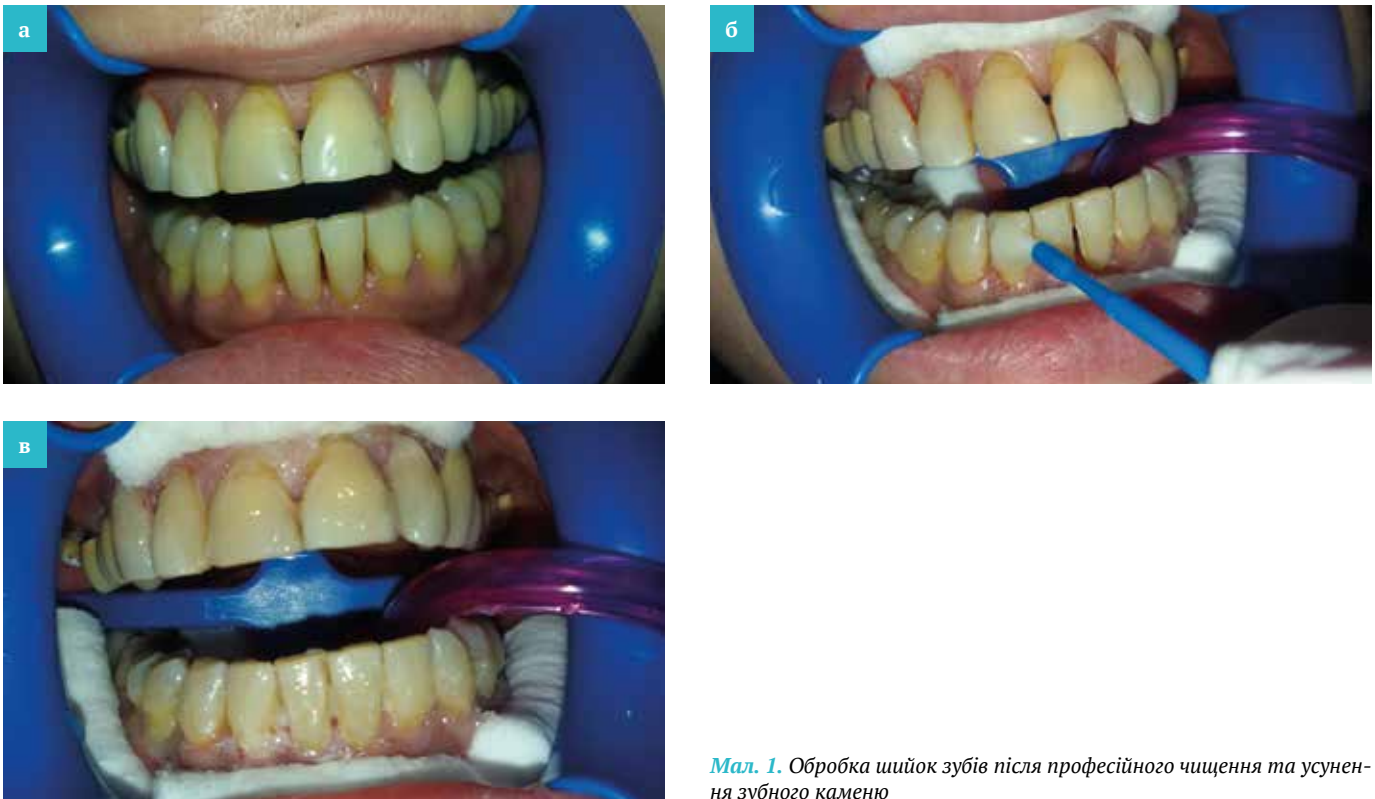 а
б
в
Мал. 1. Обробка шийок зубів після професійного чищення та усунен-
ня зубного каменю